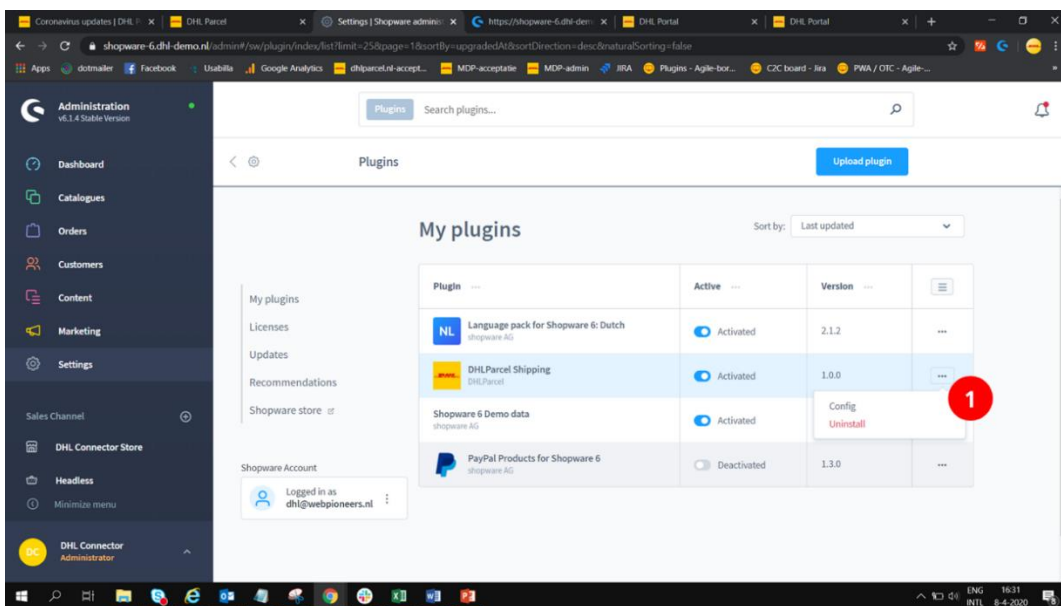 Coronavirus updates | DHL P
DHL Parcel
Settings | Shopware administ
https://shopware-6.dhl-demo
DHL Portal
DHL Portal
shopware-6.dhl-demo.nl/admin#/sw/plugin/index/list?limit=25&page=1&sortBy=upgradedAt&sortDirection=desc&naturalSorting=false
Apps dotmailer Facebook Usabilla Google Analytics dhlparcel.nl-accept... MDP-acceptatie MDP-admin JIRA Plugins - Agile-bor... C2C board - Jira PWA / OTC - Agile-...
Administration
v6.1.4 Stable Version
Plugins Search plugins...
Dashboard
Plugins
Upload plugin
Catalogues
Orders
Customers
Content
Marketing
Settings
Sales Channel
DHL Connector Store
Headless
Minimize menu
DHL Connector
Administrator
DC
My plugins
Sort by: Last updated
My plugins
Licenses
Updates
Recommendations
Shopware store
Shopware Account
Logged in as
dhl@webpioneers.nl
Plugin Active Version
NL Language pack for Shopware 6: Dutch
shopware AG
Activated 2.1.2
DHLParcel Shipping
DHLParcel
Activated 1.0.0
Config
Uninstall
1
Shopware 6 Demo data
shopware AG
Activated
PayPal Products for Shopware 6
shopware AG
Deactivated 1.3.0
ENG
INTL
16:31
8-4-2020